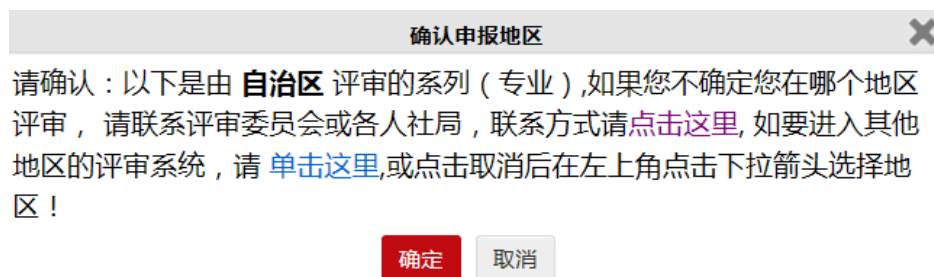 确认申报地区
请确认：以下是由 自治区 评审的系列（专业）,如果您不确定您在哪个地区
评审， 请联系评审委员会或各人社局，联系方式请点击这里, 如要进入其他
地区的评审系统，请 单击这里,或点击取消后在左上角点击下拉箭头选择地
区！
确定 取消